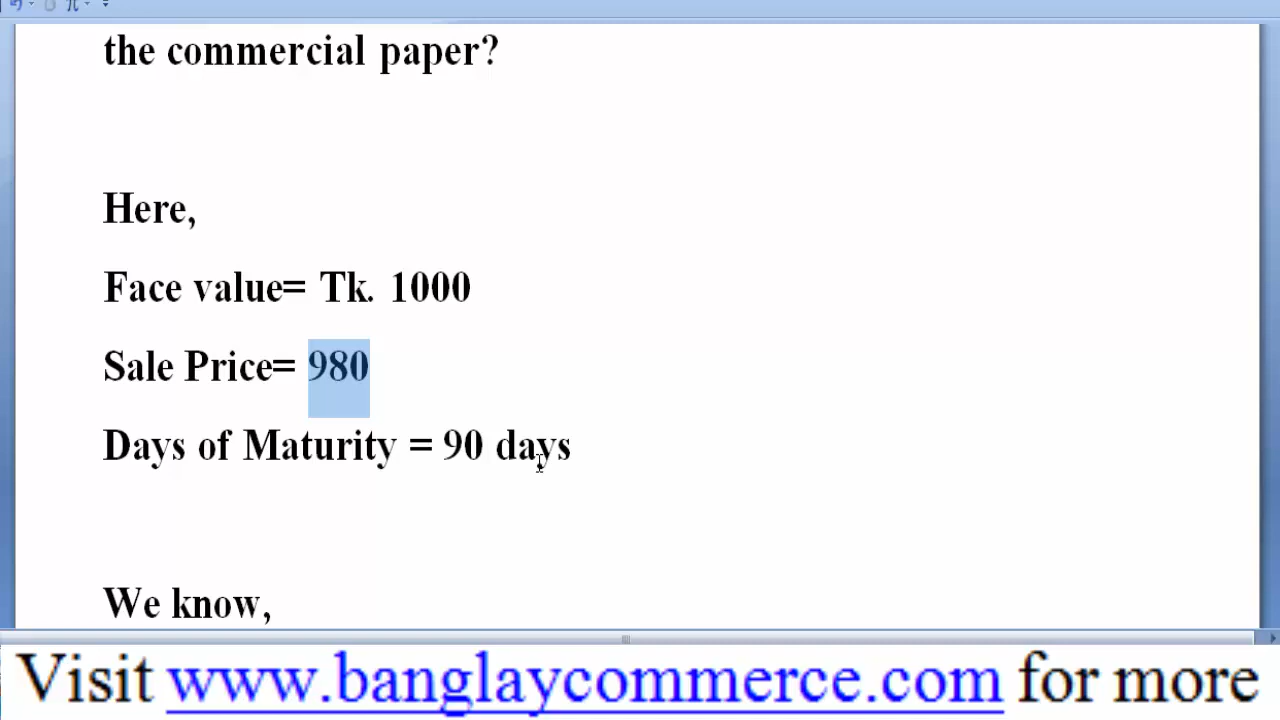 the commercial paper?
Here,
Face value= Tk. 1000
Sale Price= 980
Days of Maturity = 90 days
We know,
Visit www.banglaycommerce.com for more